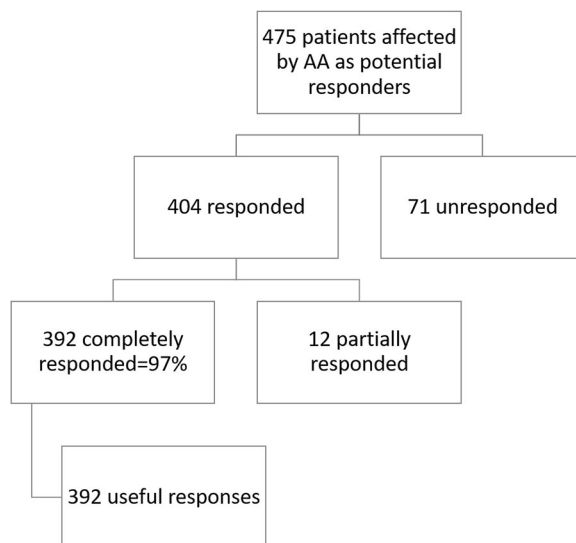 475 patients affected
by AA as potential
responders
404 responded
71 unresponded
392 completely
responded=97%
12 partially
responded
392 useful responses